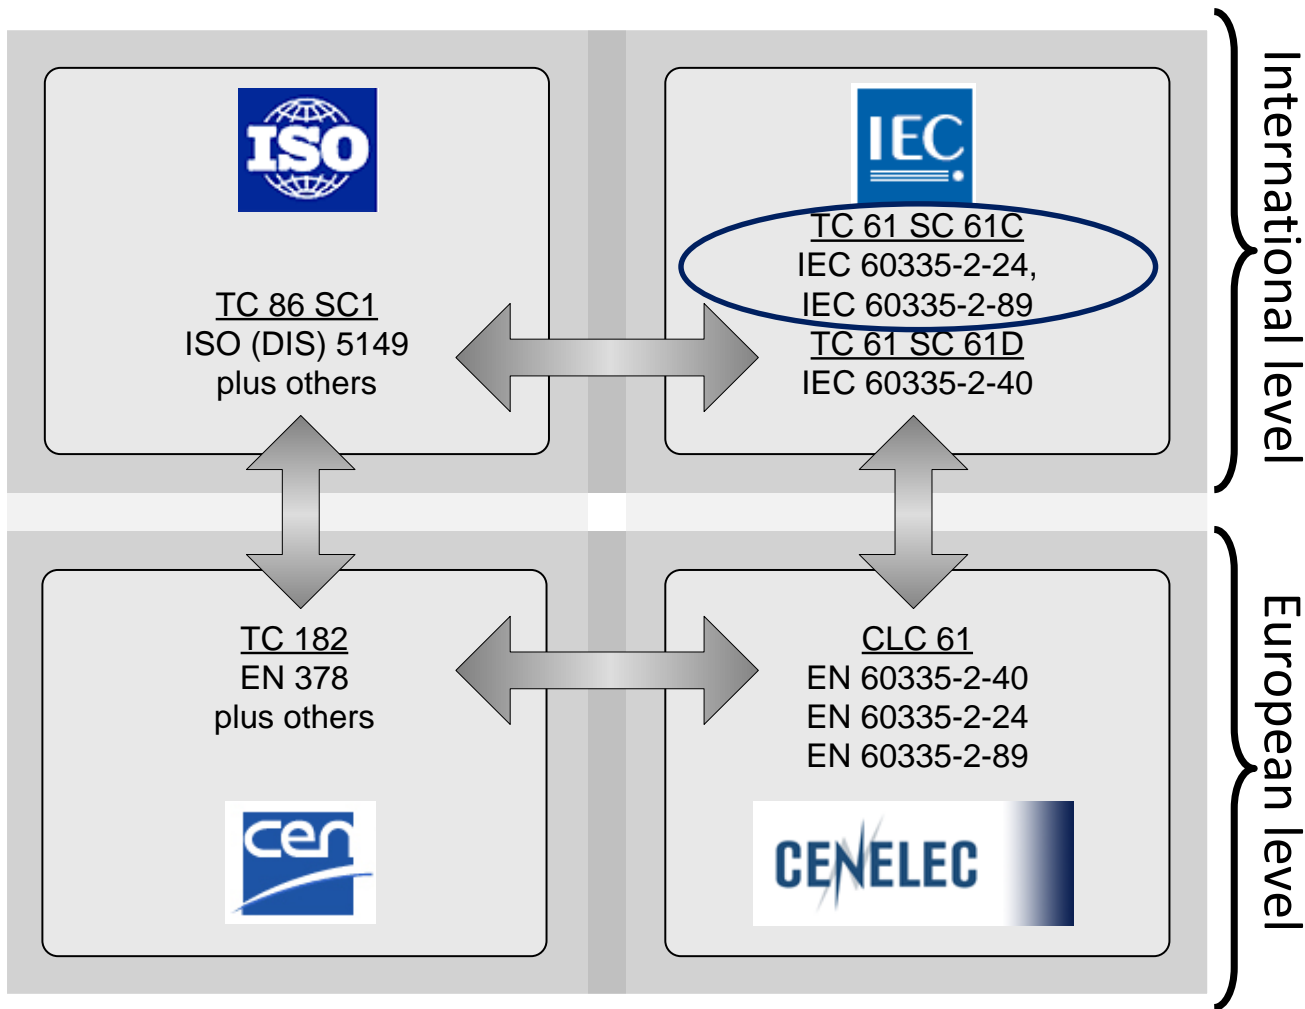 ISO
TC 86 SC1
ISO (DIS) 5149
plus others
IEC
TC 61 SC 61C
IEC 60335-2-24,
IEC 60335-2-89
TC 61 SC 61D
IEC 60335-2-40
International level
TC 182
EN 378
plus others
cen
CLC 61
EN 60335-2-40
EN 60335-2-24
EN 60335-2-89
CENELEC
European level